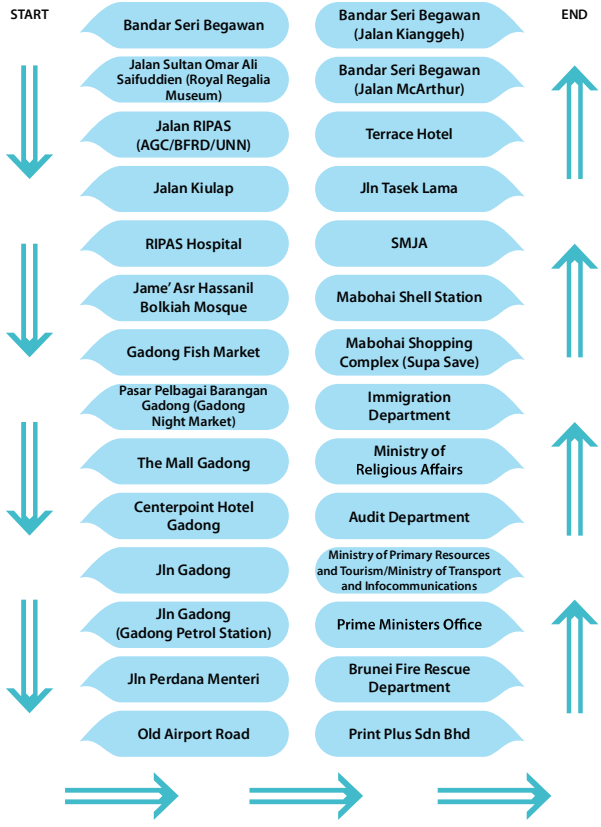 START
Bandar Seri Begawan
Jalan Sultan Omar Ali
Saifuddien (Royal Regalia
Museum)
Jalan RIPAS
(AGC/BFRD/UNN)
Jalan Kiulap
RIPAS Hospital
Jame’ Asr Hassanil
Bolkiah Mosque
Gadong Fish Market
Pasar Pelbagai Barangan
Gadong (Gadong
Night Market)
The Mall Gadong
Centerpoint Hotel
Gadong
Jln Gadong
Jln Gadong
(Gadong Petrol Station)
Jln Perdana Menteri
Old Airport Road
END
Bandar Seri Begawan
(Jalan Kianggeh)
Bandar Seri Begawan
(Jalan McArthur)
Terrace Hotel
Jln Tasek Lama
SMJA
Mabohai Shell Station
Mabohai Shopping
Complex (Supa Save)
Immigration
Department
Ministry of
Religious Affairs
Audit Department
Ministry of Primary Resources
and Tourism/Ministry of Transport
and Infocommunications
Prime Ministers Office
Brunei Fire Rescue
Department
Print Plus Sdn Bhd